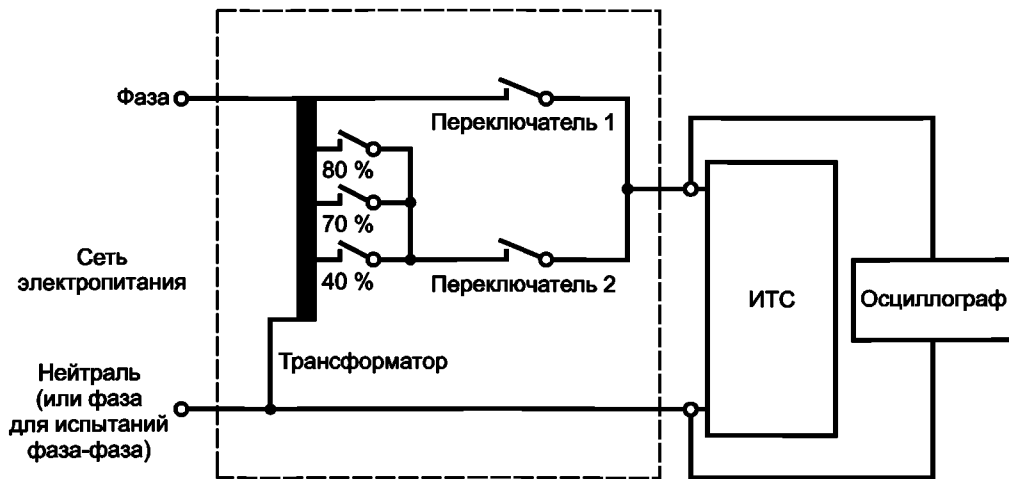 Фаза
Переключатель 1
80 %
70 %
Сеть
электропитания
40 %
Переключатель 2
ИТС
Осциллограф
Трансформатор
Нейтраль
(или фаза
для испытаний
фаза-фаза)